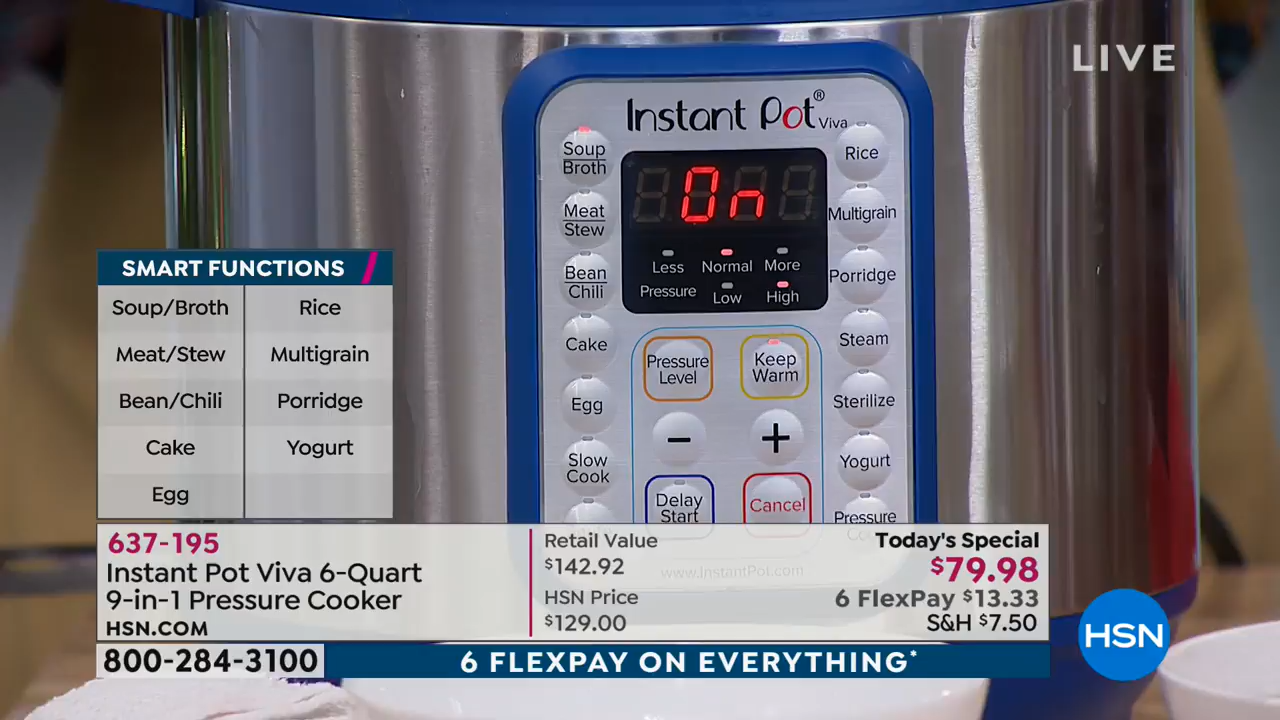 LIVE
Instant Pot®
Viva
Soup
Broth
Meat
Stew
Bean
Chili
Cake
Egg
Slow
Cook
On
Less Normal More
Pressure Low High
Pressure
Level
Keep
Warm
−
+
Delay
Start
Cancel
Rice
Multigrain
Porridge
Steam
Sterilize
Yogurt
Pressure
www.InstantPot.com
SMART FUNCTIONS
Soup/Broth Rice
Meat/Stew Multigrain
Bean/Chili Porridge
Cake Yogurt
Egg
637-195
Instant Pot Viva 6-Quart
9-in-1 Pressure Cooker
HSN.COM
Retail Value
$142.92
HSN Price
$129.00
Today's Special
$79.98
6 FlexPay $13.33
S&H $7.50
HSN
800-284-3100
6 FLEXPAY ON EVERYTHING*